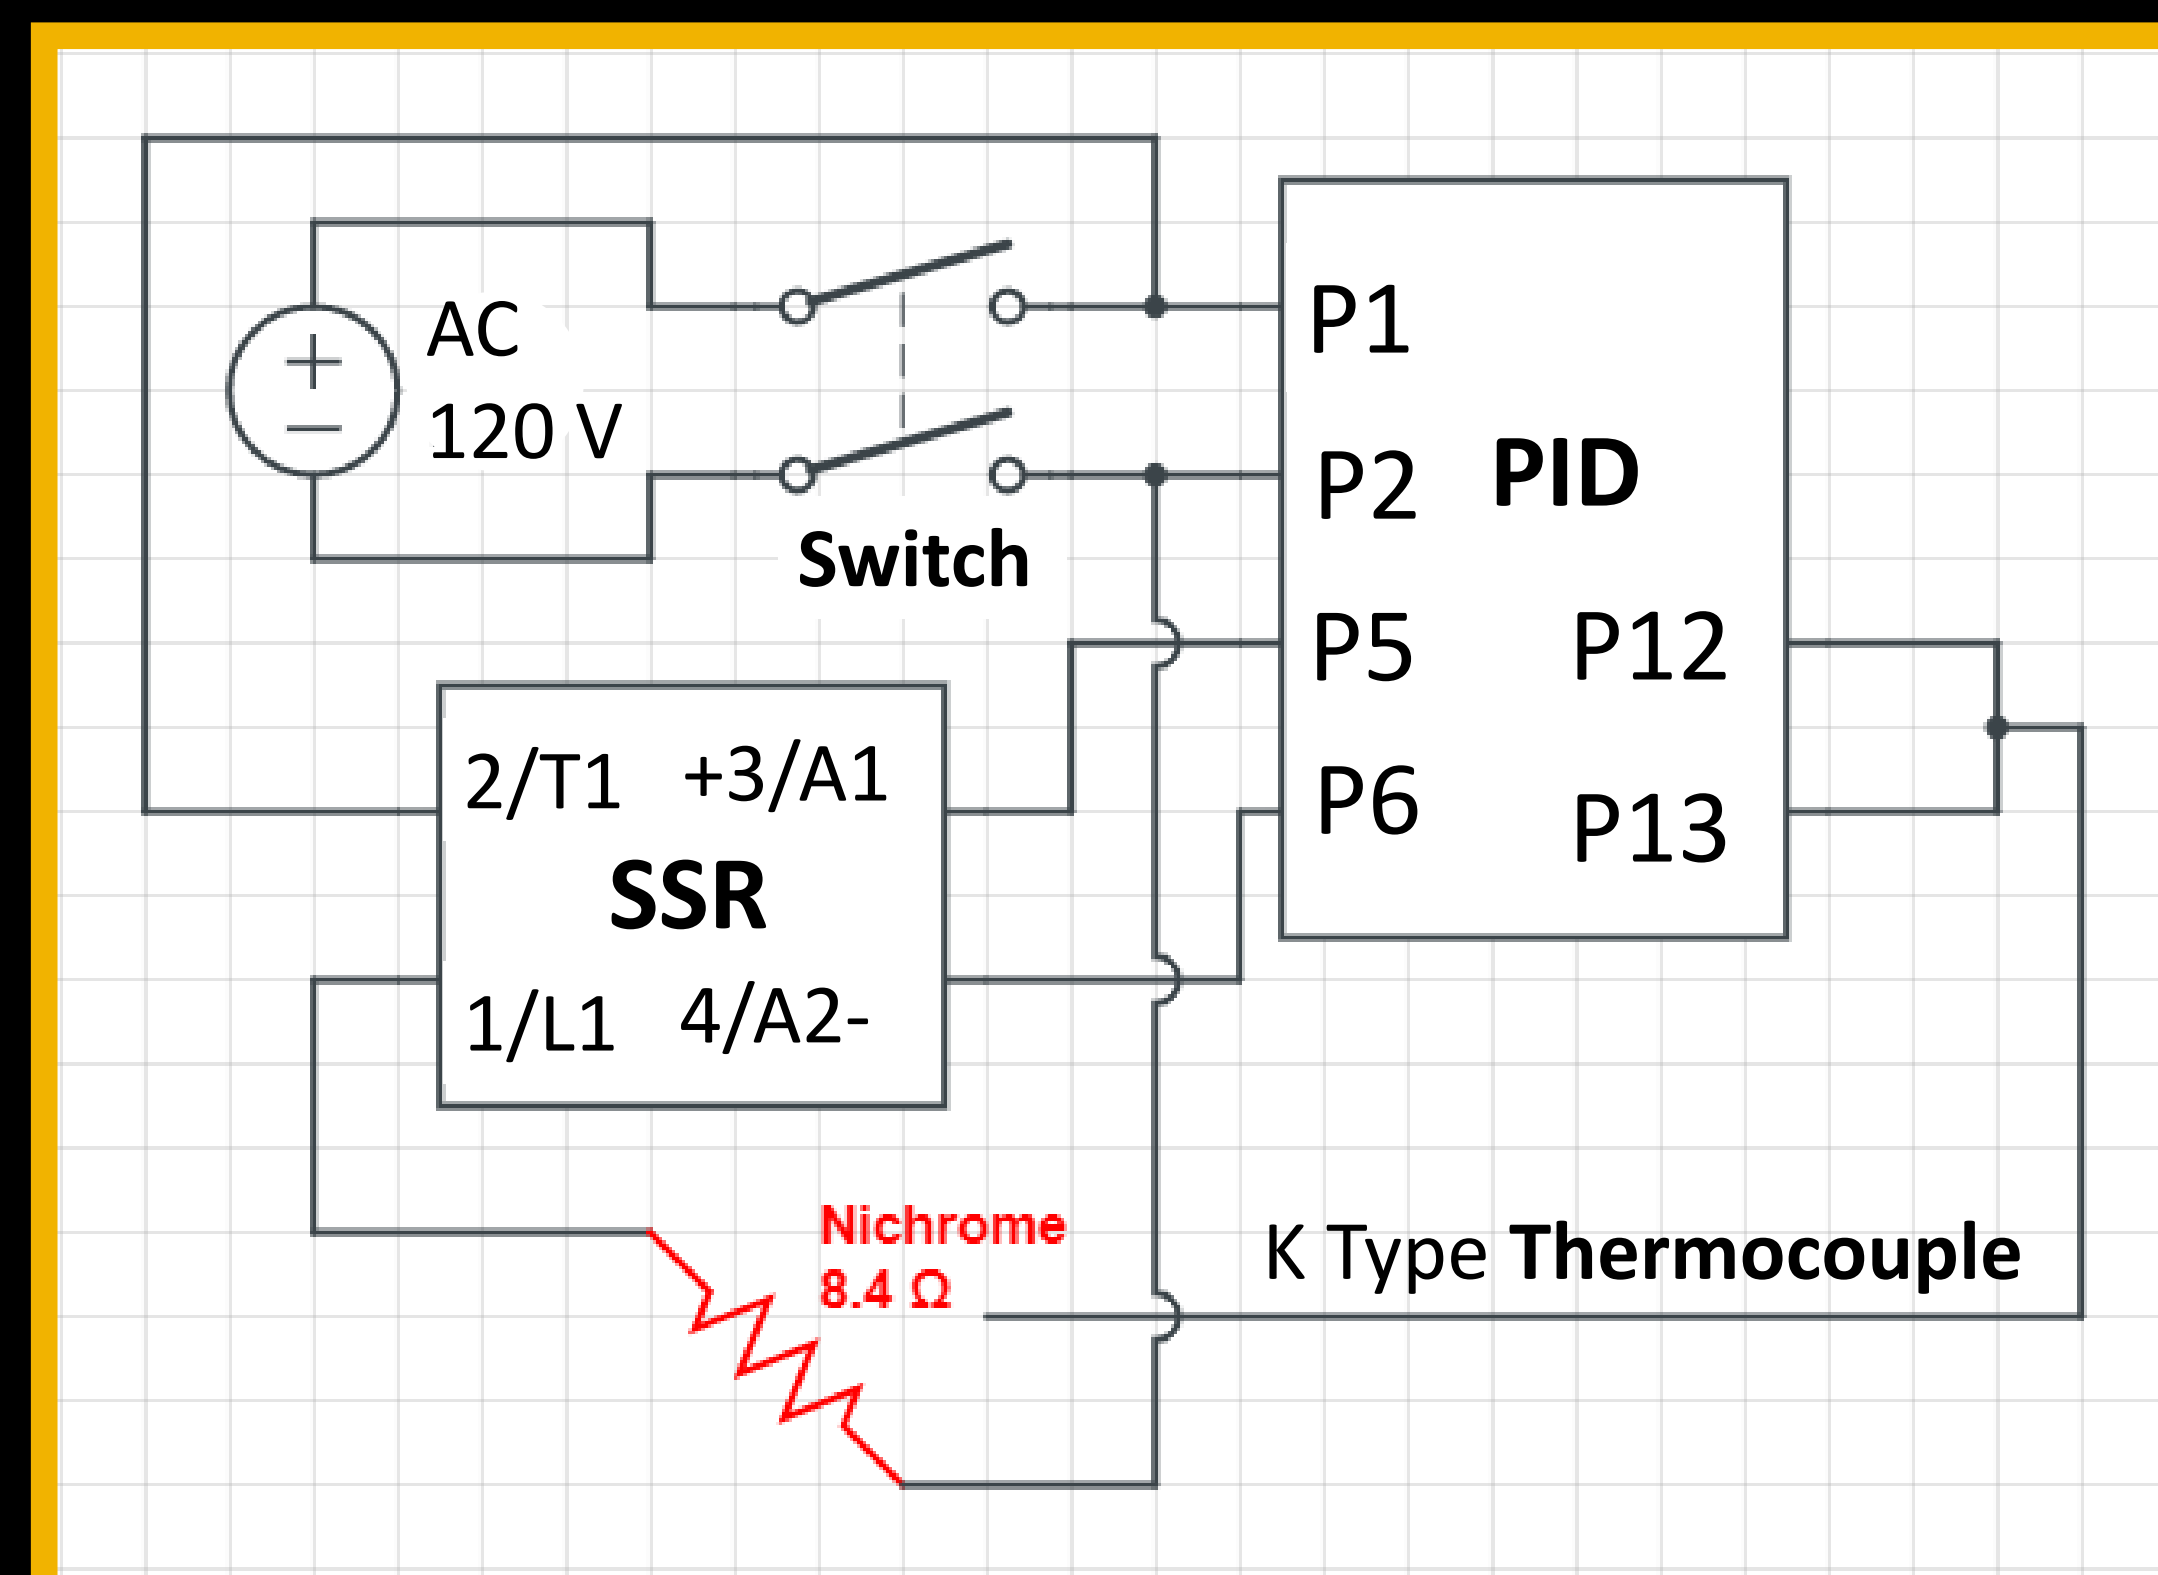 AC
120 V
Switch
P1
P2
PID
P5
P12
P6
P13
2/T1
+3/A1
SSR
1/L1
4/A2-
Nichrome
8.4 Ω
K Type Thermocouple